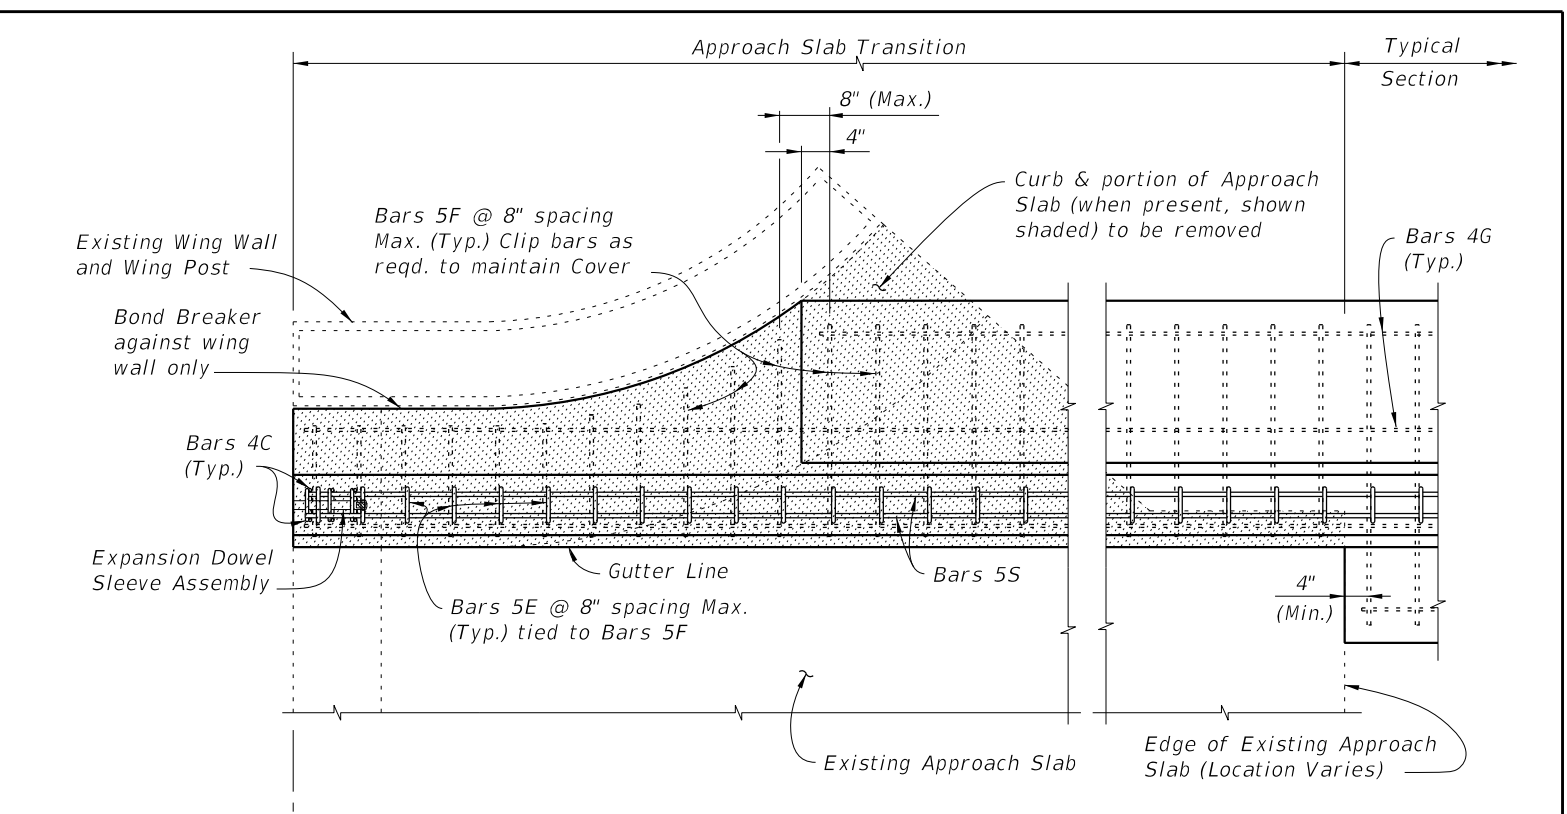 Approach Slab Transition
Typical
Section
8" (Max.)
4"
Curb & portion of Approach
Slab (when present, shown
shaded) to be removed
Bars 5F @ 8" spacing
Max. (Typ.) Clip bars as
reqd. to maintain Cover
Bars 4G
(Typ.)
Existing Wing Wall
and Wing Post
Bond Breaker
against wing
wall only
Bars 4C
(Typ.)
Expansion Dowel
Sleeve Assembly
Gutter Line
Bars 5S
4"
(Min.)
Bars 5E @ 8" spacing Max.
(Typ.) tied to Bars 5F
Existing Approach Slab
Edge of Existing Approach
Slab (Location Varies)